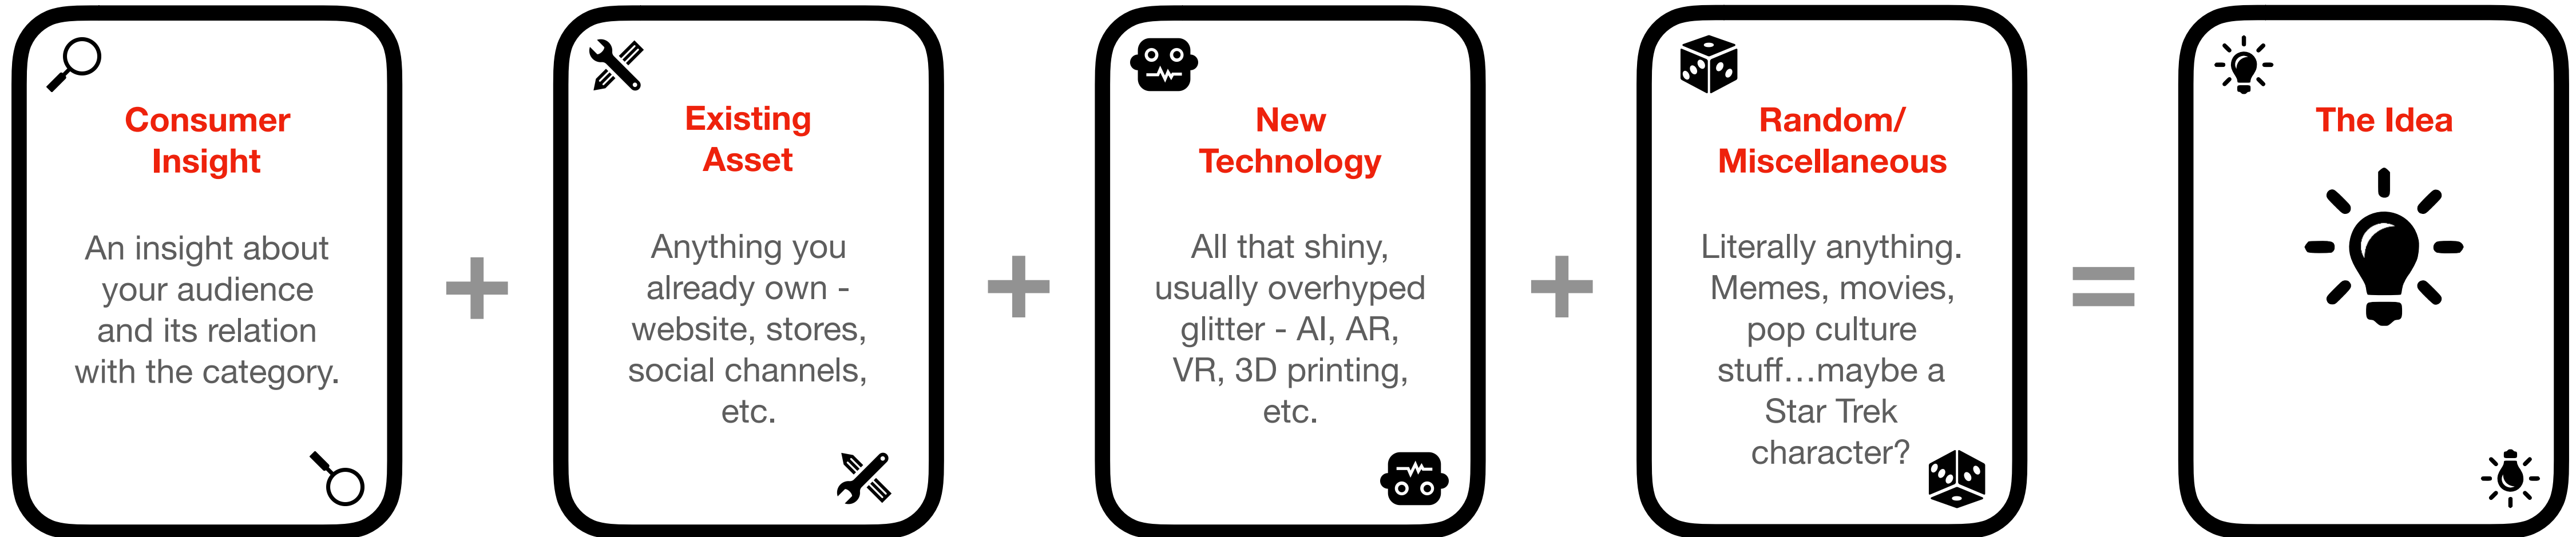 Consumer
Insight
An insight about
your audience
and its relation
with the category.
+
Existing
Asset
Anything you
already own -
website, stores,
social channels,
etc.
+
New
Technology
All that shiny,
usually overhyped
glitter - AI, AR,
VR, 3D printing,
etc.
+
Random/
Miscellaneous
Literally anything.
Memes, movies,
pop culture
stuff…maybe a
Star Trek
character?
=
The Idea